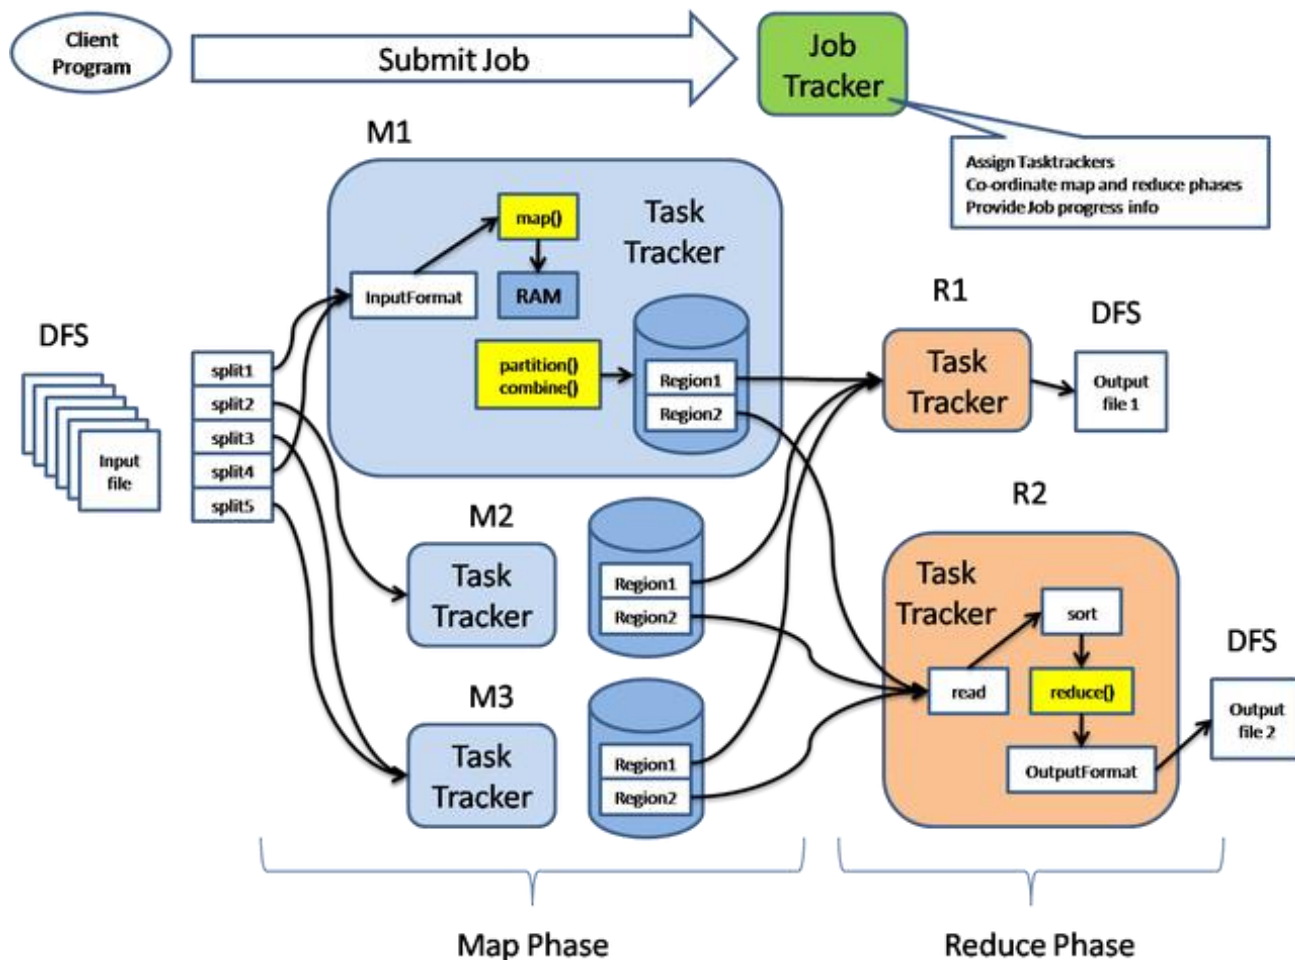 Client
Program
Submit Job
Job
Tracker
Assign Tasktrackers
Co-ordinate map and reduce phases
Provide Job progress info
M1
Task
Tracker
map()
InputFormat
RAM
partition()
combine()
Region1
Region2
DFS
Input
file
split1
split2
split3
split4
split5
M2
Task
Tracker
Region1
Region2
M3
Task
Tracker
Region1
Region2
R1
Task
Tracker
DFS
Output
file 1
R2
Task
Tracker
sort
read
reduce()
OutputFormat
DFS
Output
file 2
Map Phase
Reduce Phase